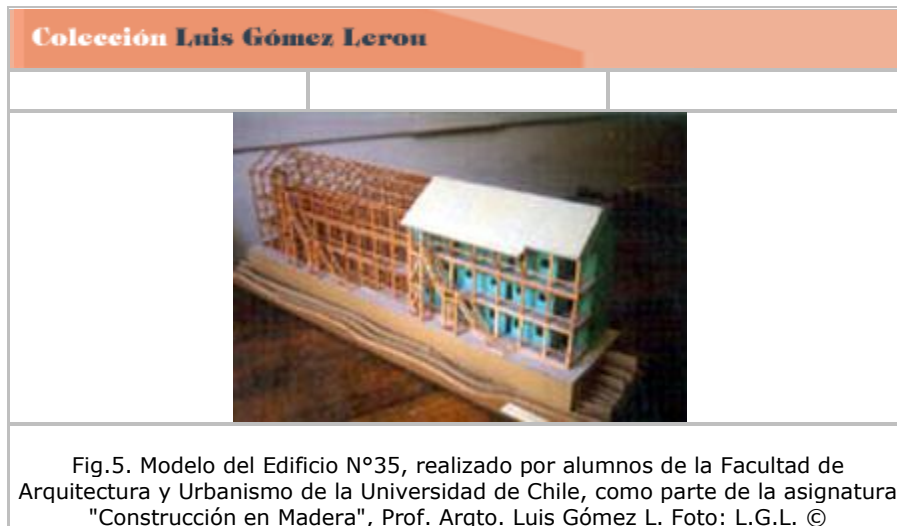 Colección Luis Gómez Lerou
Fig.5. Modelo del Edificio N°35, realizado por alumnos de la Facultad de
Arquitectura y Urbanismo de la Universidad de Chile, como parte de la asignatura
"Construcción en Madera", Prof. Arqto. Luis Gómez L. Foto: L.G.L. ©